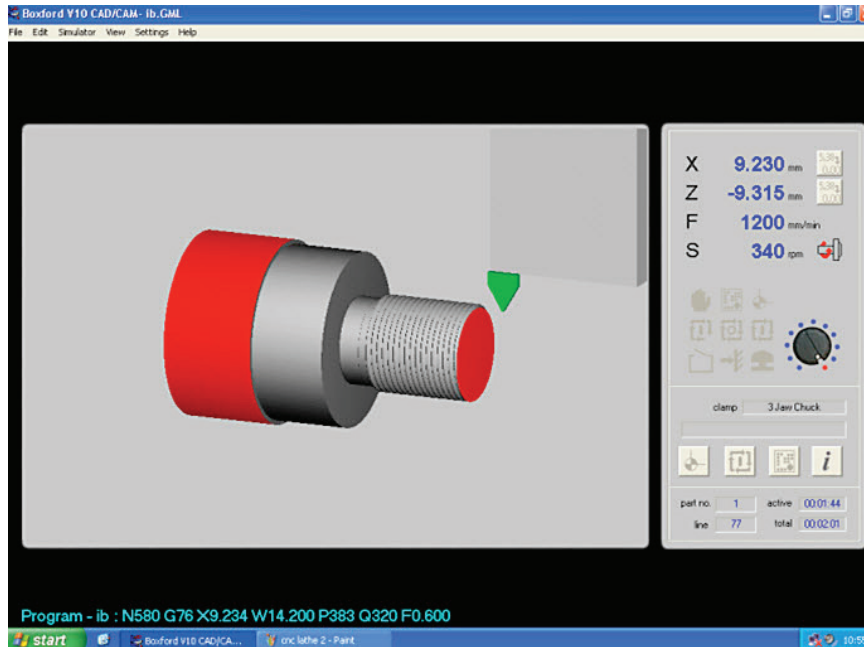 Boxford V10 CAD/CAM- ib.GML
File Edit Simulator View Settings Help
X 9.230 mm
Z -9.315 mm
F 1200 mm/min
S 340 rpm
clamp 3 Jaw Chuck
i
part no. 1 active 00:01:44
line 77 total 00:02:01
Program - ib : N580 G76 X9.234 W14.200 P383 Q320 F0.600
start Boxford V10 CAD/CA... cnc lathe 2 - Paint